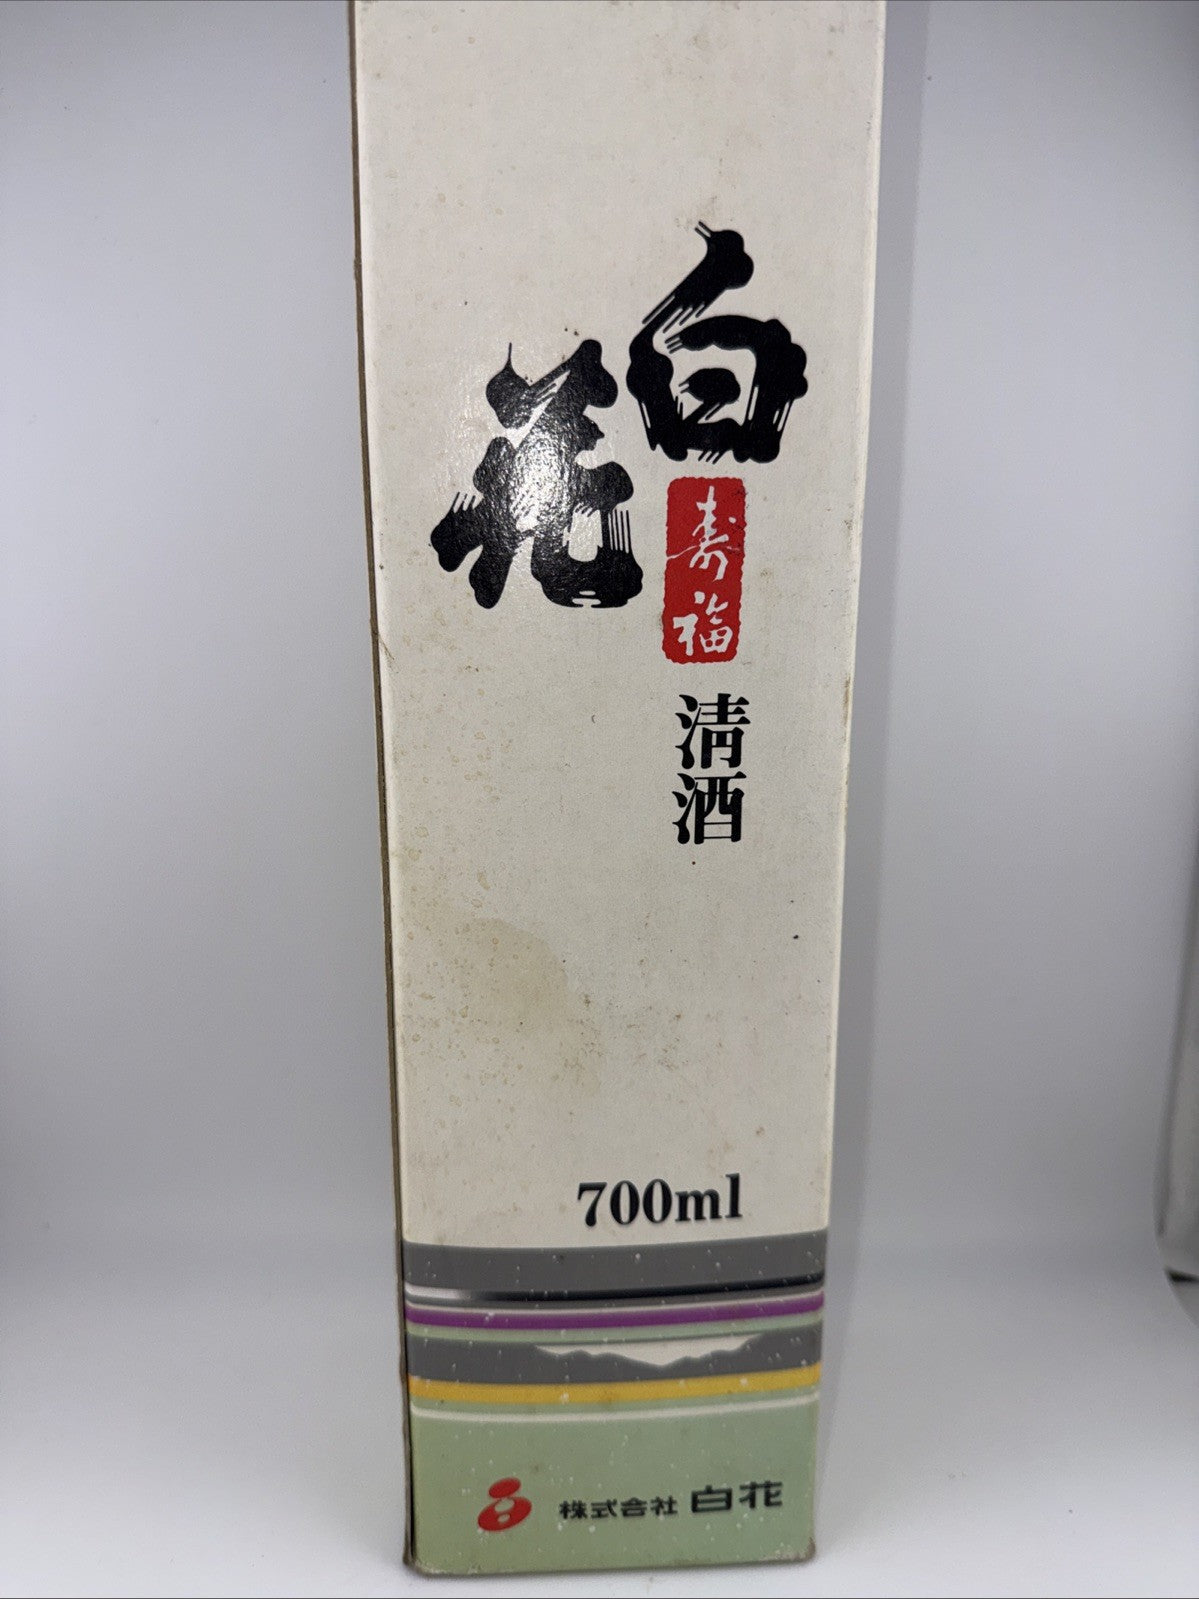 白花
寿福
清酒
700ml
株式会社 白花